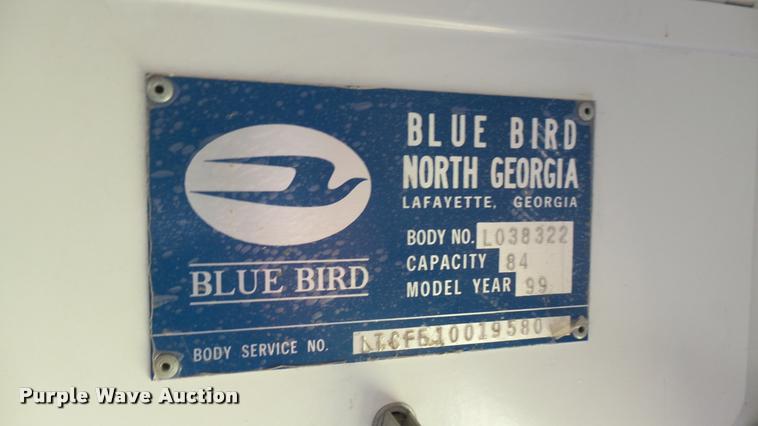 BLUE BIRD
NORTH GEORGIA
LAFAYETTE, GEORGIA
BODY NO. L038322
CAPACITY 84
MODEL YEAR 99
BLUE BIRD
BODY SERVICE NO.
Purple Wave Auction